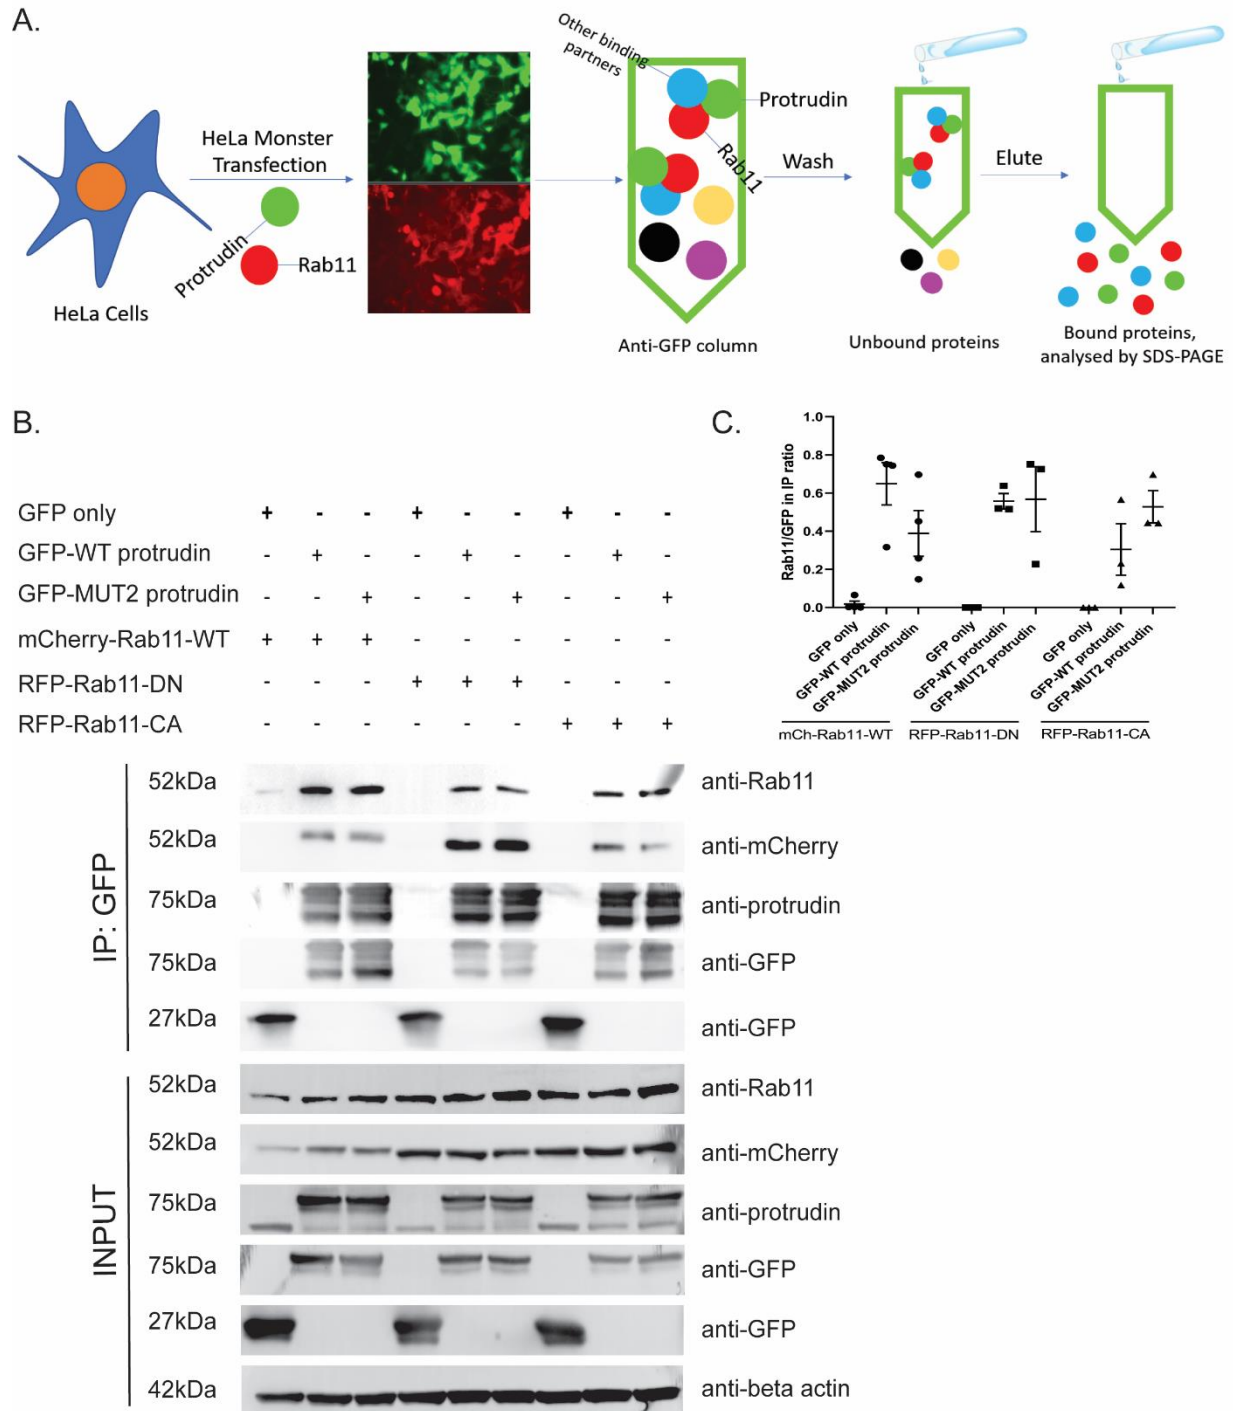 A.
Other binding
partners
Protrudin
HeLa Monster
Transfection
Rab11
Wash
Elute
Protrudin
Rab11
HeLa Cells
Anti-GFP column
Unbound proteins
Bound proteins,
analysed by SDS-PAGE
B.
GFP only + - - + - - + - -
GFP-WT protrudin - + - - + - - + -
GFP-MUT2 protrudin - - + - - + - - +
mCherry-Rab11-WT + + + - - - - - -
RFP-Rab11-DN - - - + + + - - -
RFP-Rab11-CA - - - - - - + + +
IP: GFP
52kDa anti-Rab11
52kDa anti-mCherry
75kDa anti-protrudin
75kDa anti-GFP
27kDa anti-GFP
INPUT
52kDa anti-Rab11
52kDa anti-mCherry
75kDa anti-protrudin
75kDa anti-GFP
27kDa anti-GFP
42kDa anti-beta actin
C.
Rab11/GFP in IP ratio
1.0
0.8
0.6
0.4
0.2
0.0
GFP only
GFP-WT protrudin
GFP-MUT2 protrudin
GFP only
GFP-WT protrudin
GFP-MUT2 protrudin
GFP only
GFP-WT protrudin
GFP-MUT2 protrudin
mCh-Rab11-WT RFP-Rab11-DN RFP-Rab11-CA